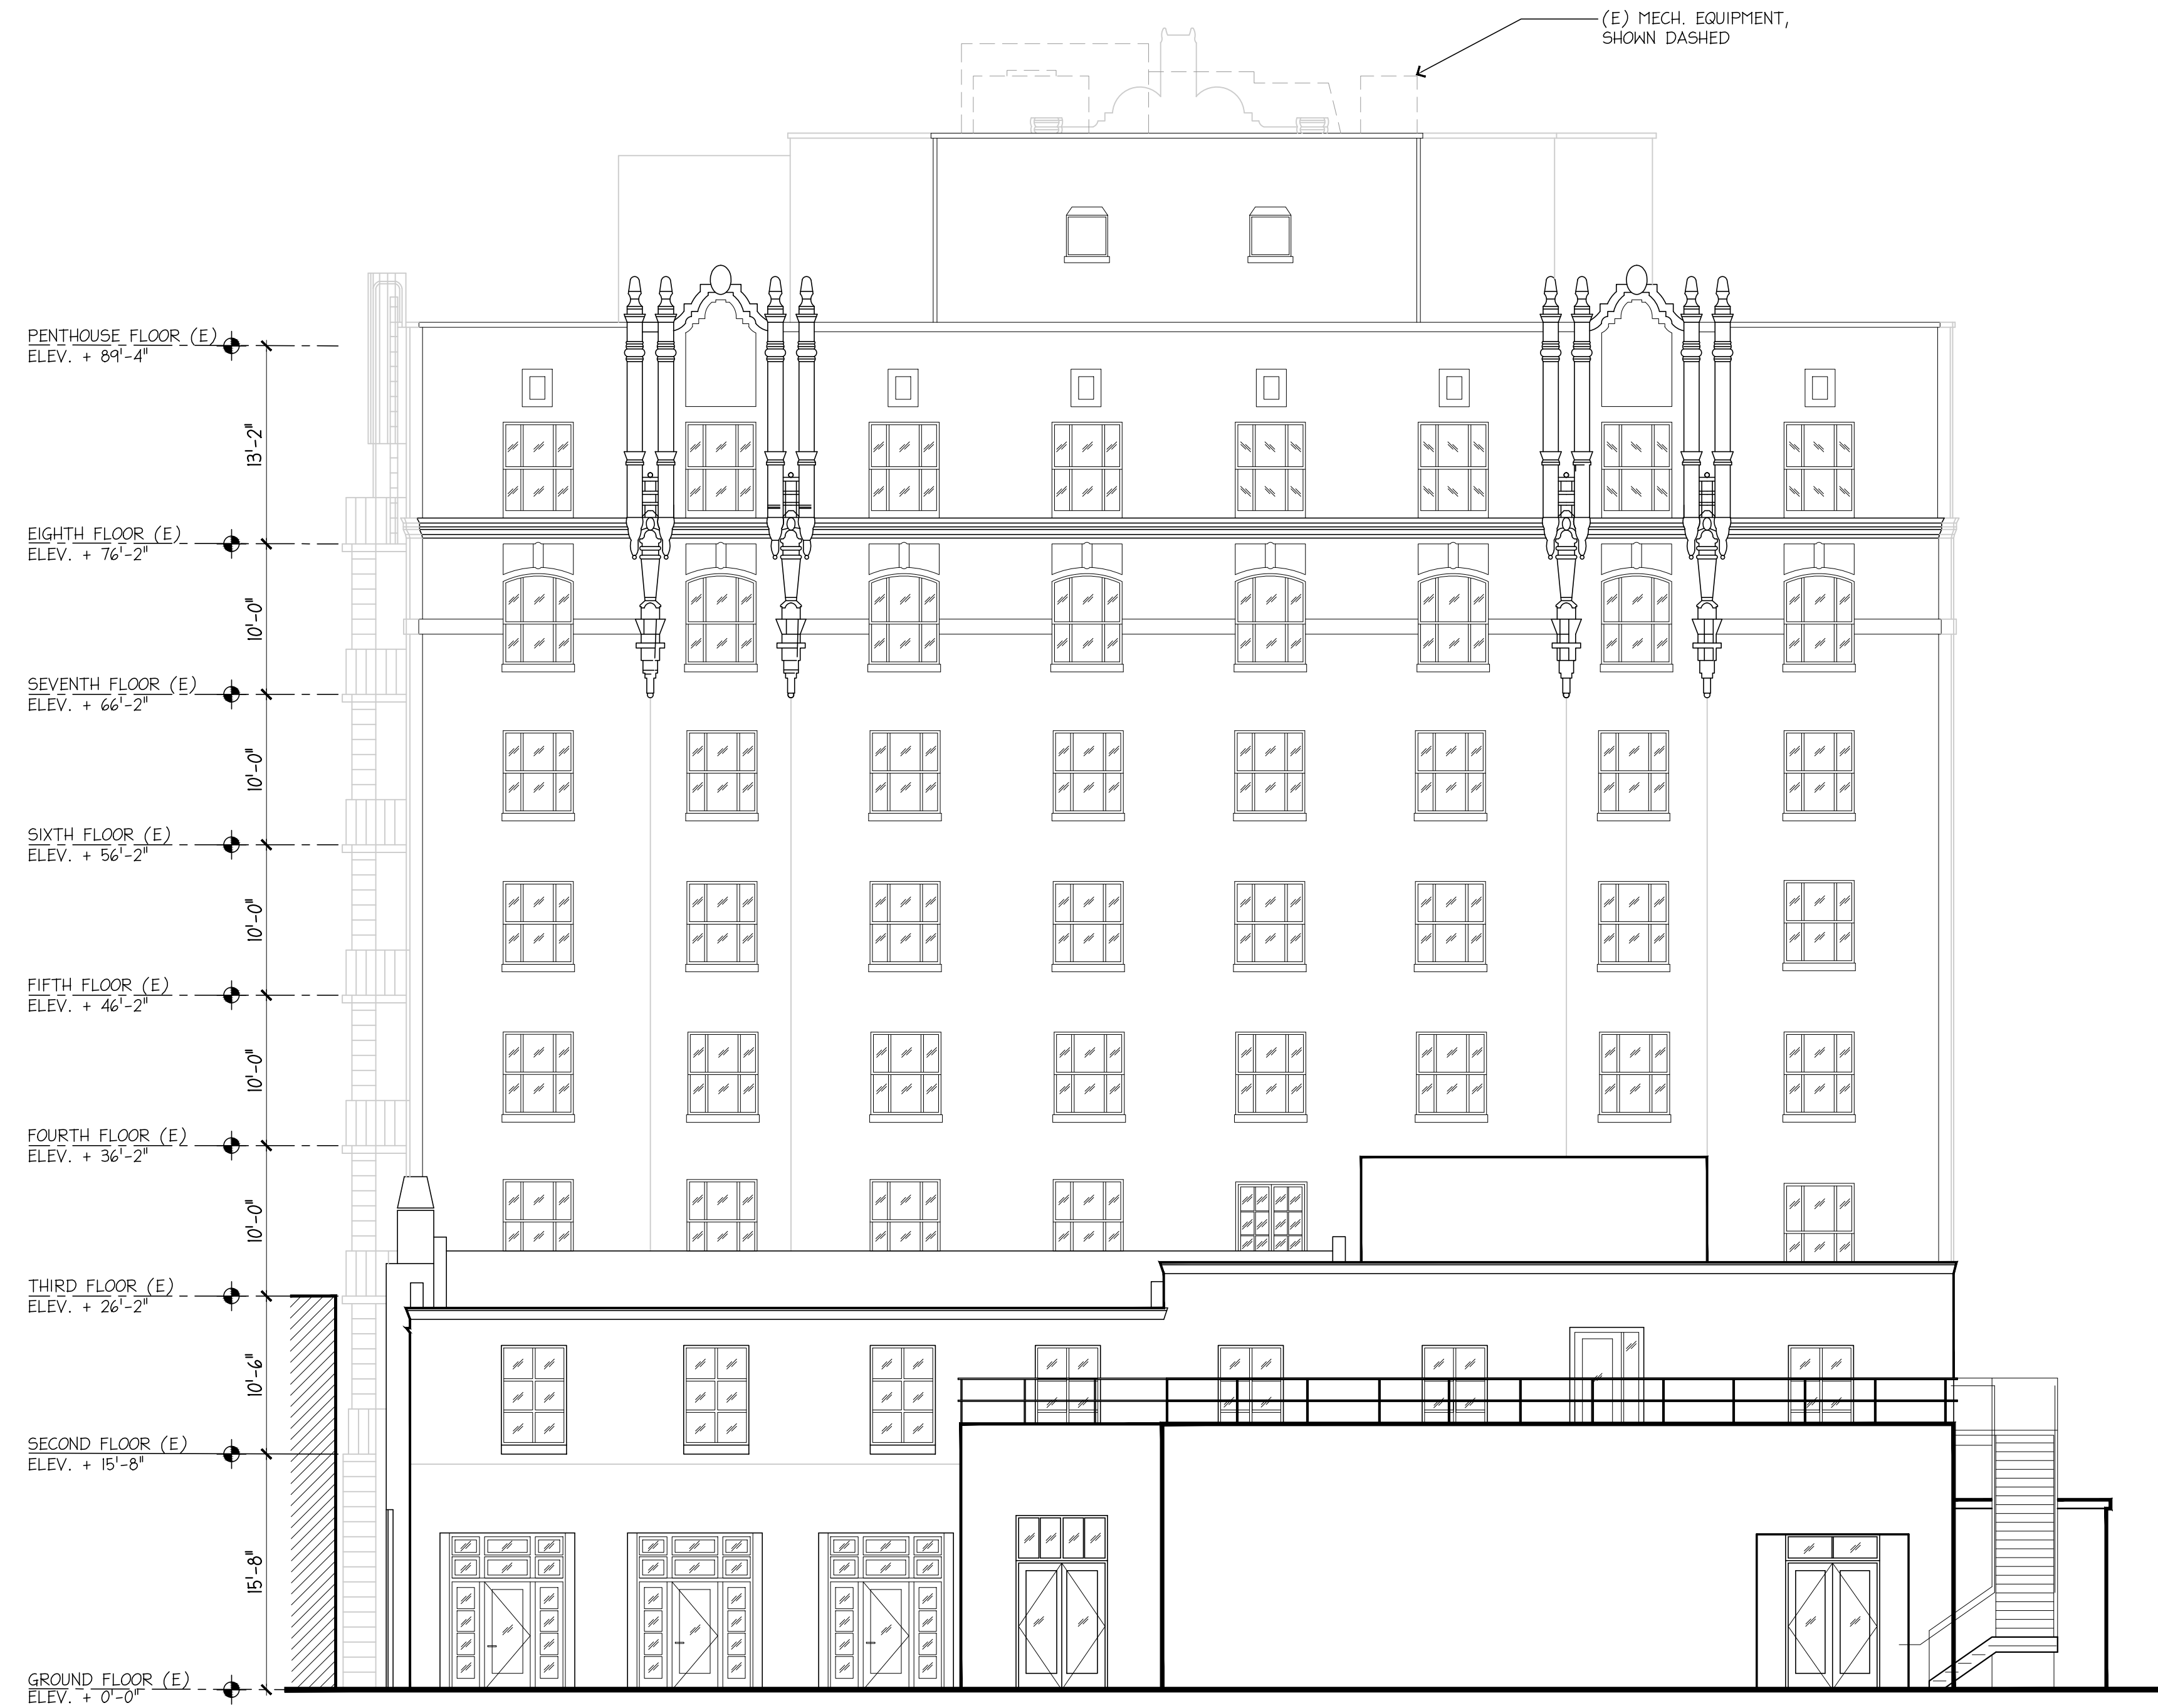 (E) MECH. EQUIPMENT,
SHOWN DASHED
PENTHOUSE FLOOR (E)
ELEV. + 89'-4"
13'-2"
EIGHTH FLOOR (E)
ELEV. + 76'-2"
10'-0"
SEVENTH FLOOR (E)
ELEV. + 66'-2"
10'-0"
SIXTH FLOOR (E)
ELEV. + 56'-2"
10'-0"
FIFTH FLOOR (E)
ELEV. + 46'-2"
10'-0"
FOURTH FLOOR (E)
ELEV. + 36'-2"
10'-0"
THIRD FLOOR (E)
ELEV. + 26'-2"
10'-6"
SECOND FLOOR (E)
ELEV. + 15'-8"
15'-8"
GROUND FLOOR (E)
ELEV. + 0'-0"